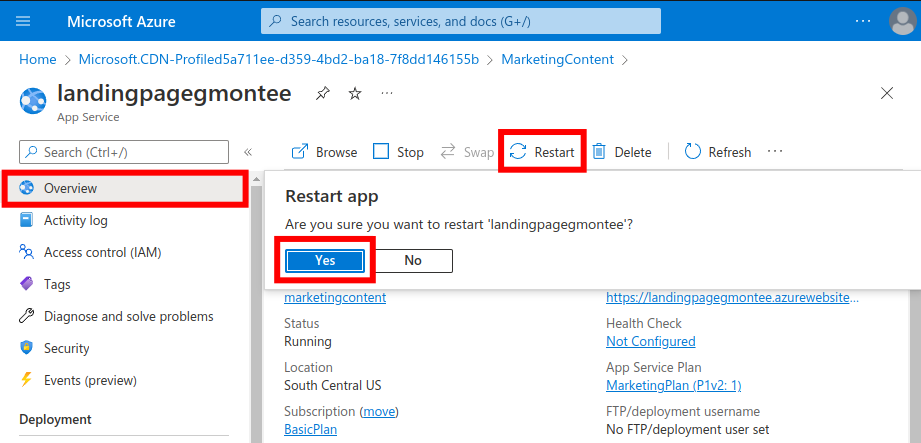 Microsoft Azure
Search resources, services, and docs (G+/)
Home > Microsoft.CDN-Profiled5a711ee-d359-4bd2-ba18-7f8dd146155b > MarketingContent >
landingpagegmontee
App Service
Search (Ctrl+/)
Browse Stop Swap Restart Delete Refresh
Overview
Activity log
Access control (IAM)
Tags
Diagnose and solve problems
Security
Events (preview)
Deployment
Restart app
Are you sure you want to restart 'landingpagegmontee'?
Yes No
marketingcontent
https://landingpagegmontee.azurewebsite...
Status
Running
Health Check
Not Configured
Location
South Central US
App Service Plan
MarketingPlan (P1v2: 1)
Subscription (move)
BasicPlan
FTP/deployment username
No FTP/deployment user set